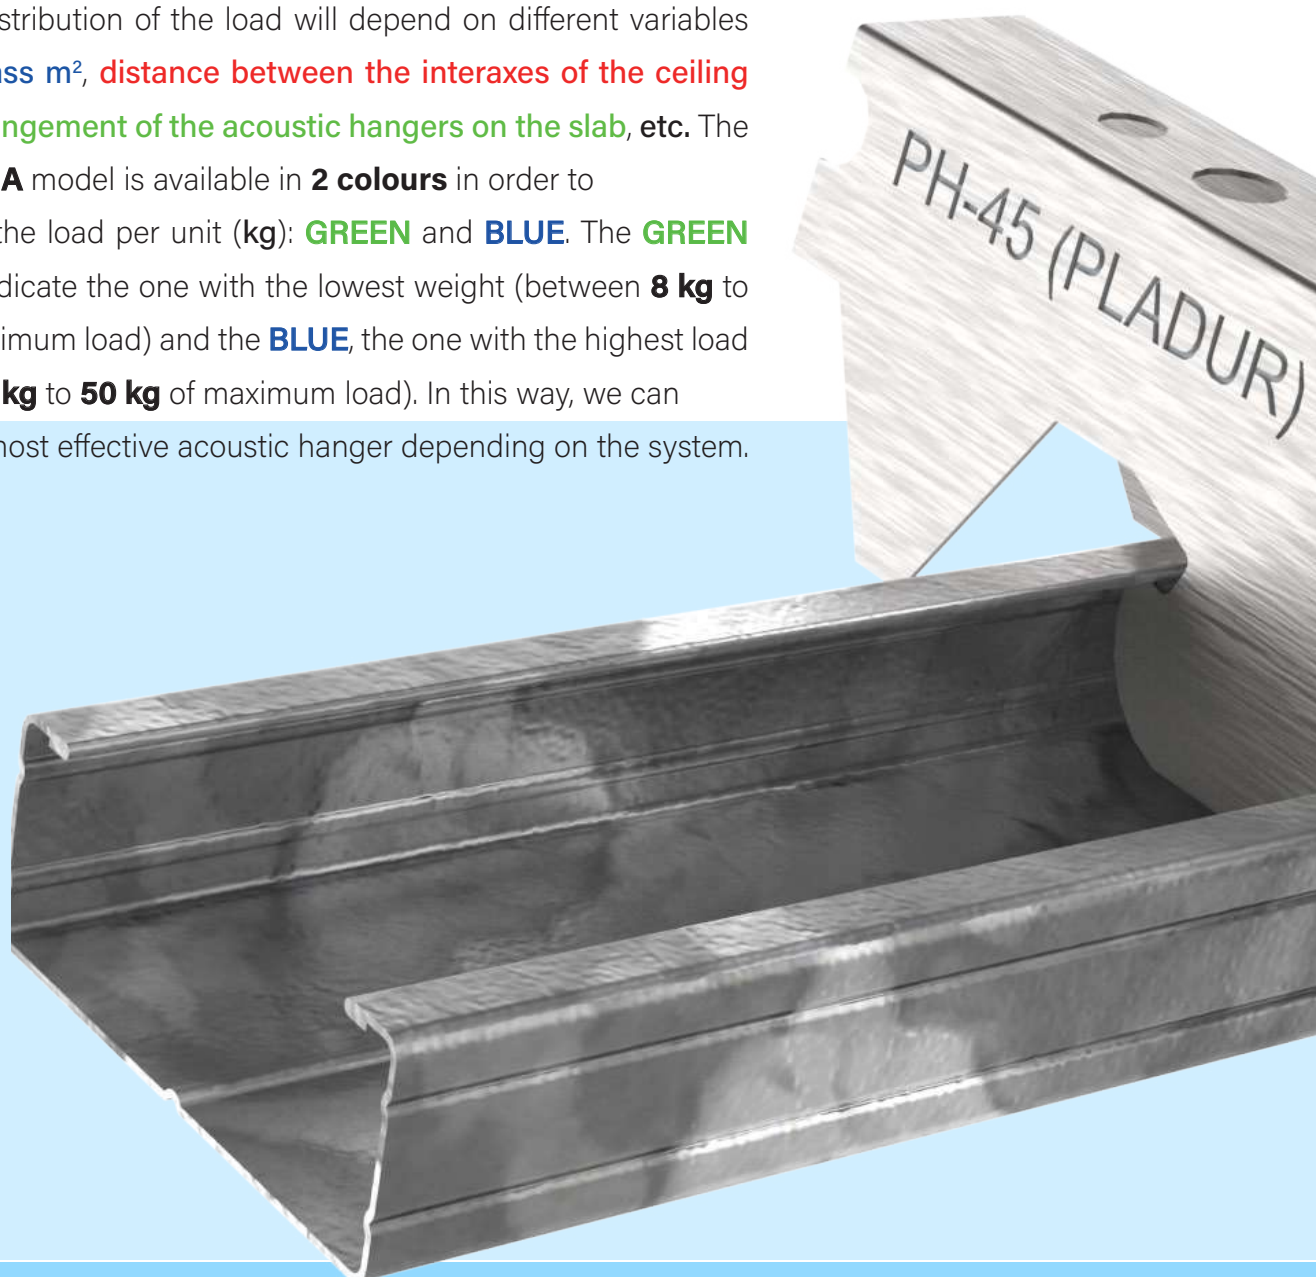 stribution of the load will depend on different variables
ss m², distance between the interaxes of the ceiling
ngement of the acoustic hangers on the slab, etc. The
A model is available in 2 colours in order to
the load per unit (kg): GREEN and BLUE. The GREEN
dicate the one with the lowest weight (between 8 kg to
imum load) and the BLUE, the one with the highest load
kg to 50 kg of maximum load). In this way, we can
most effective acoustic hanger depending on the system.
PH-45 (PLADUR)